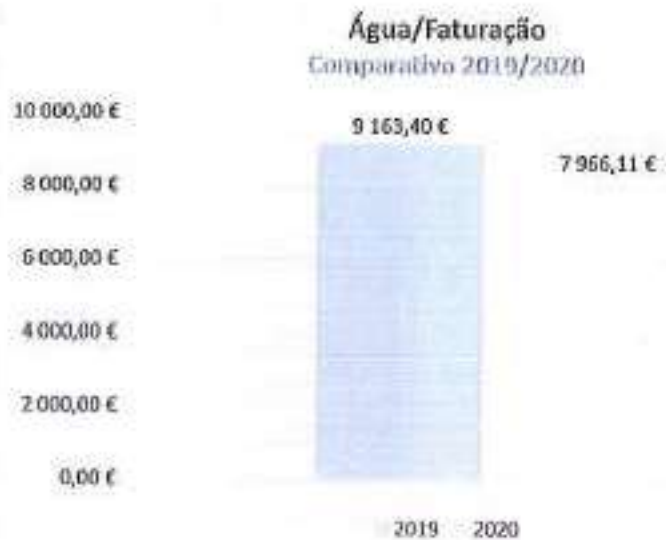 Água/Faturação
Comparativo 2019/2020
10 000,00 €
9 163,40 €
7 966,11 €
8 000,00 €
6 000,00 €
4 000,00 €
2 000,00 €
0,00 €
2019 2020